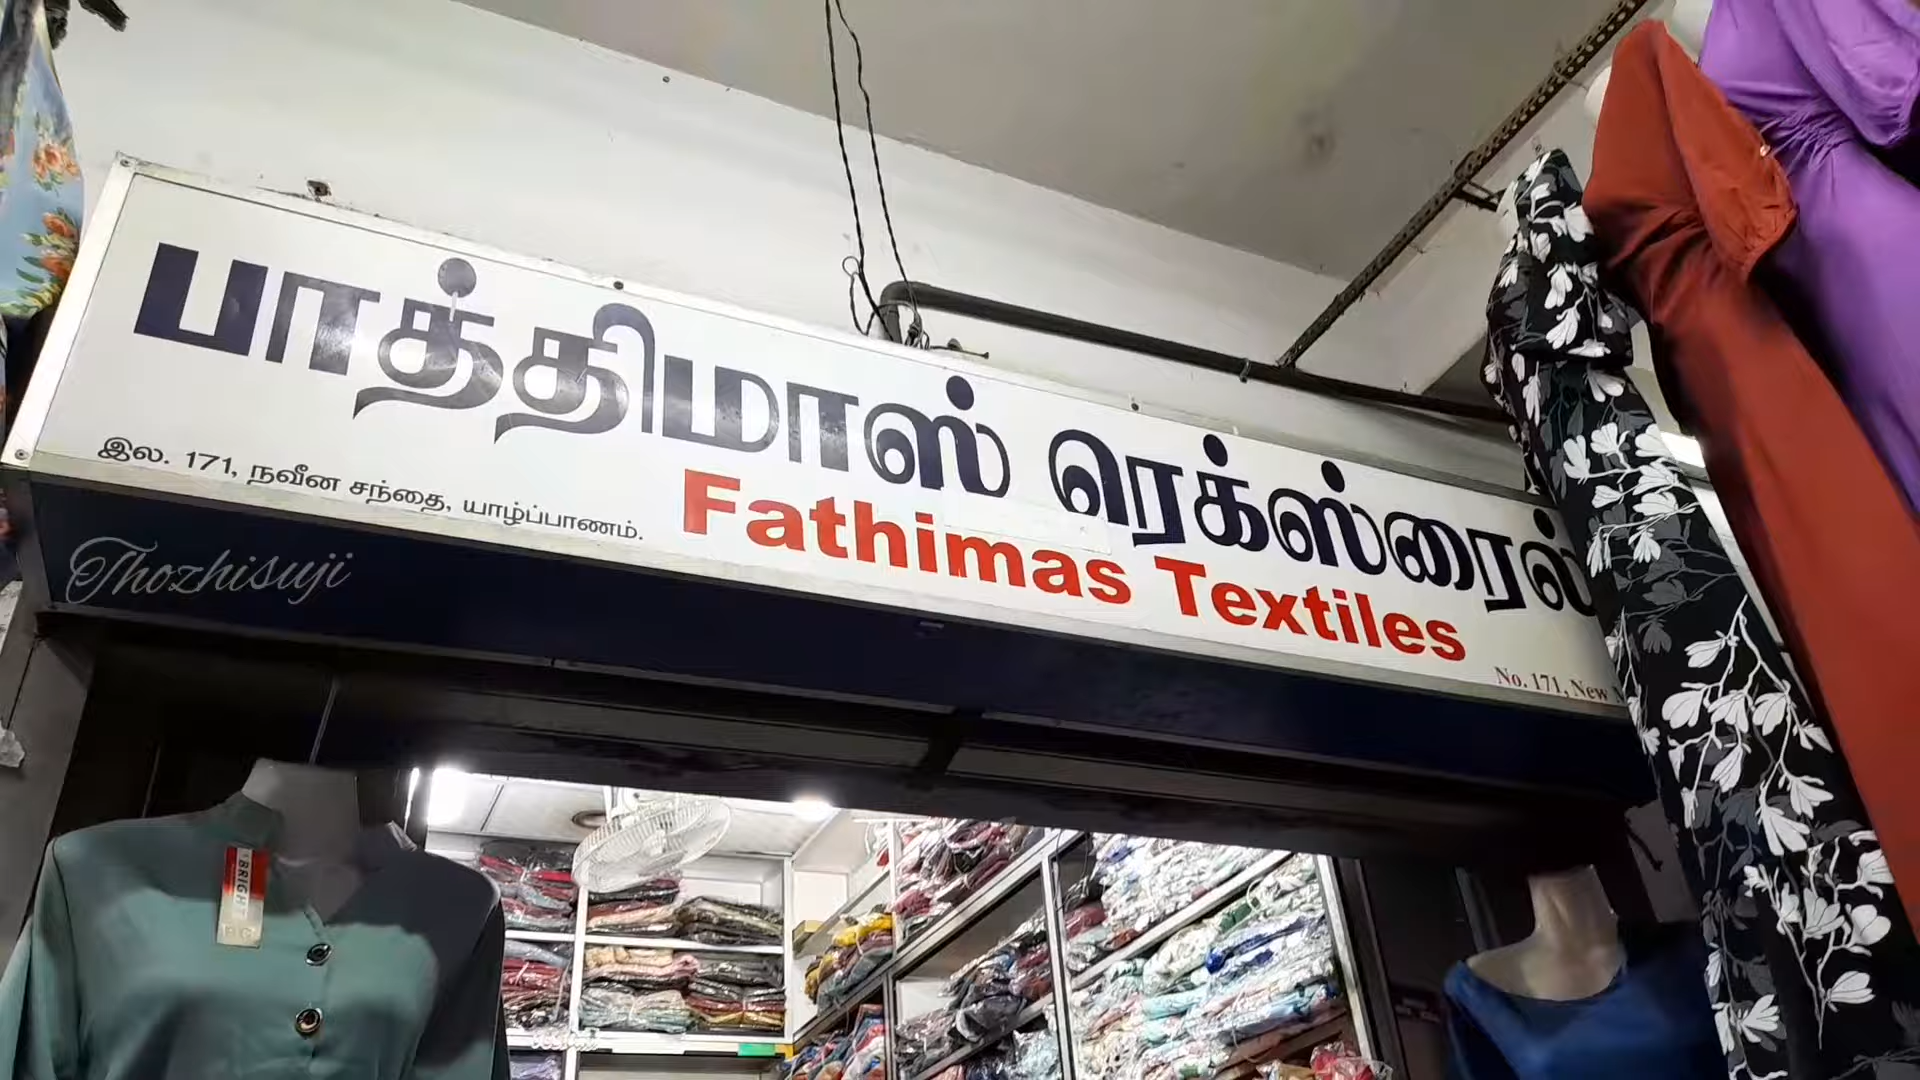 பாத்திமாஸ் ரெக்ஸ்ரைல்
இல. 171, நவீன சந்தை, யாழ்ப்பாணம்.
Fathimas Textiles
No. 171, New
Thozhisuji
BRIGHT